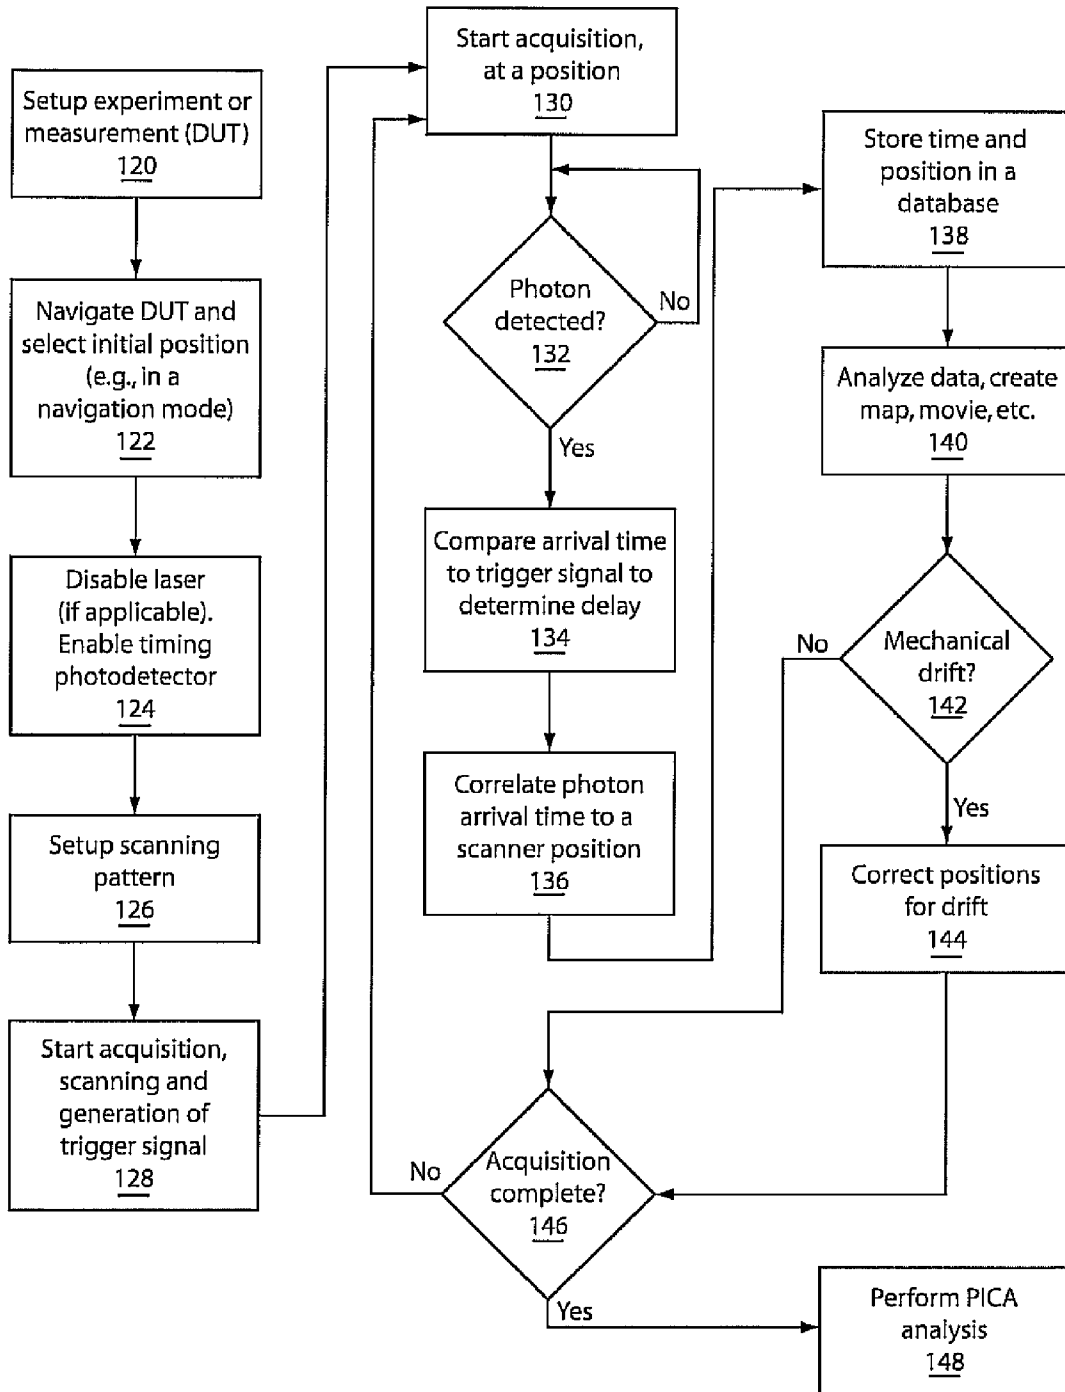 Setup experiment or
measurement (DUT)
120
Navigate DUT and
select initial position
(e.g., in a
navigation mode)
122
Disable laser
(if applicable).
Enable timing
photodetector
124
Setup scanning
pattern
126
Start acquisition,
scanning and
generation of
trigger signal
128
Start acquisition,
at a position
130
Photon
detected?
132
No
Yes
Compare arrival time
to trigger signal to
determine delay
134
Correlate photon
arrival time to a
scanner position
136
Store time and
position in a
database
138
Analyze data, create
map, movie, etc.
140
Mechanical
drift?
142
No
Yes
Correct positions
for drift
144
Acquisition
complete?
146
No
Yes
Perform PICA
analysis
148